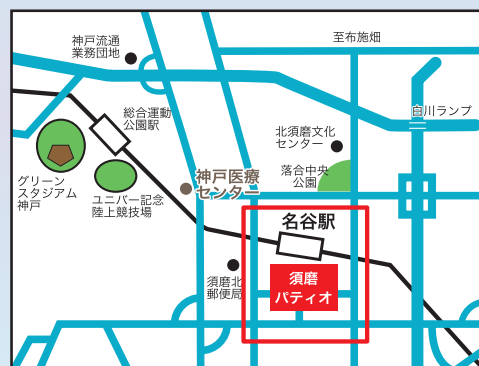 至布施畑
神戸流通
業務団地
総合運動
公園駅
白川ランプ
北須磨文化
センター
落合中央
公園
神戸医療
センター
グリーン
スタジアム
神戸
ユニバー記念
陸上競技場
名谷駅
須磨北
郵便局
須磨
パティオ